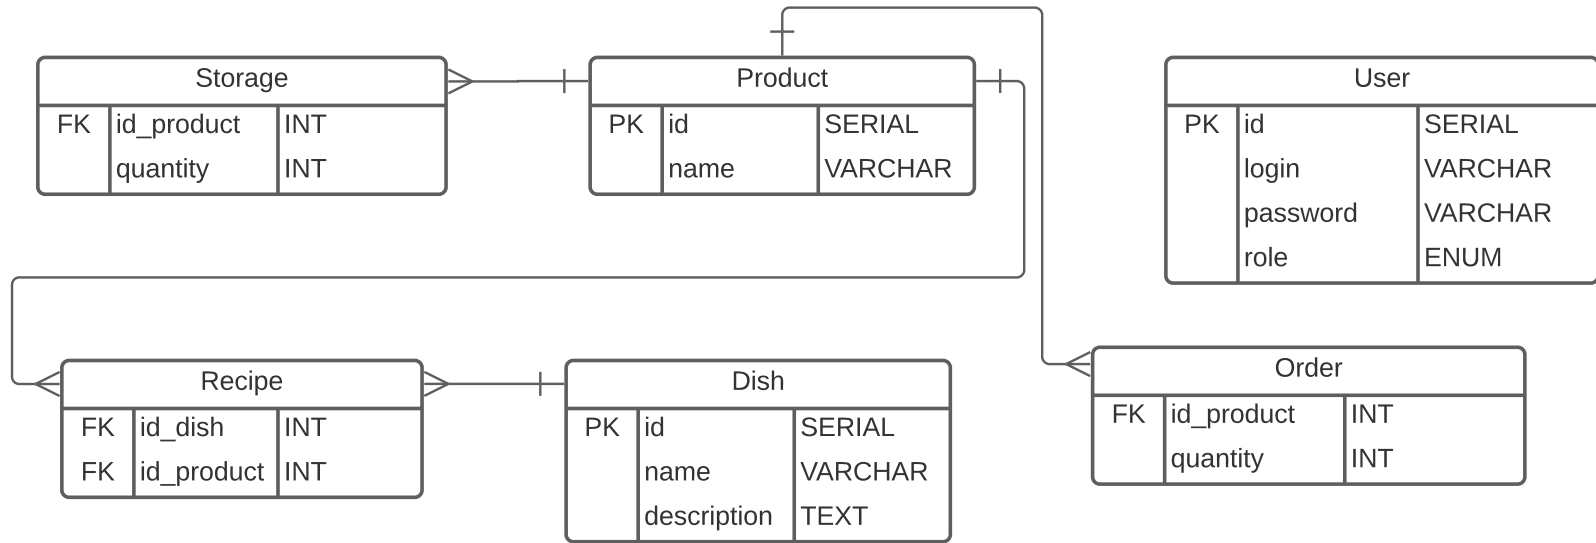 Storage
FK id_product INT
quantity INT
Product
PK id SERIAL
name VARCHAR
User
PK id SERIAL
login VARCHAR
password VARCHAR
role ENUM
Recipe
FK id_dish INT
FK id_product INT
Dish
PK id SERIAL
name VARCHAR
description TEXT
Order
FK id_product INT
quantity INT